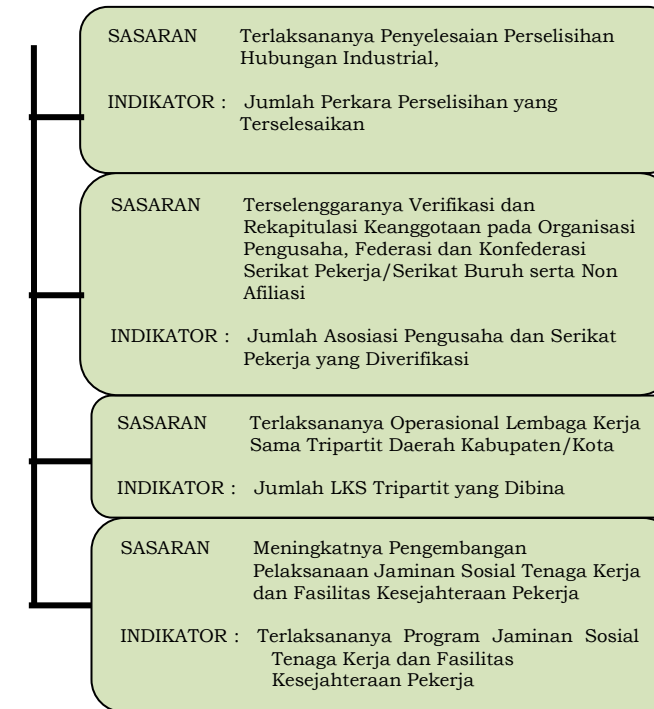 SASARAN Terlaksananya Penyelesaian Perselisihan
Hubungan Industrial,
INDIKATOR : Jumlah Perkara Perselisihan yang
Terselesaikan
SASARAN Terselenggaranya Verifikasi dan
Rekapitulasi Keanggotaan pada Organisasi
Pengusaha, Federasi dan Konfederasi
Serikat Pekerja/Serikat Buruh serta Non
Afiliasi
INDIKATOR : Jumlah Asosiasi Pengusaha dan Serikat
Pekerja yang Diverifikasi
SASARAN Terlaksananya Operasional Lembaga Kerja
Sama Tripartit Daerah Kabupaten/Kota
INDIKATOR : Jumlah LKS Tripartit yang Dibina
SASARAN Meningkatnya Pengembangan
Pelaksanaan Jaminan Sosial Tenaga Kerja
dan Fasilitas Kesejahteraan Pekerja
INDIKATOR : Terlaksananya Program Jaminan Sosial
Tenaga Kerja dan Fasilitas
Kesejahteraan Pekerja